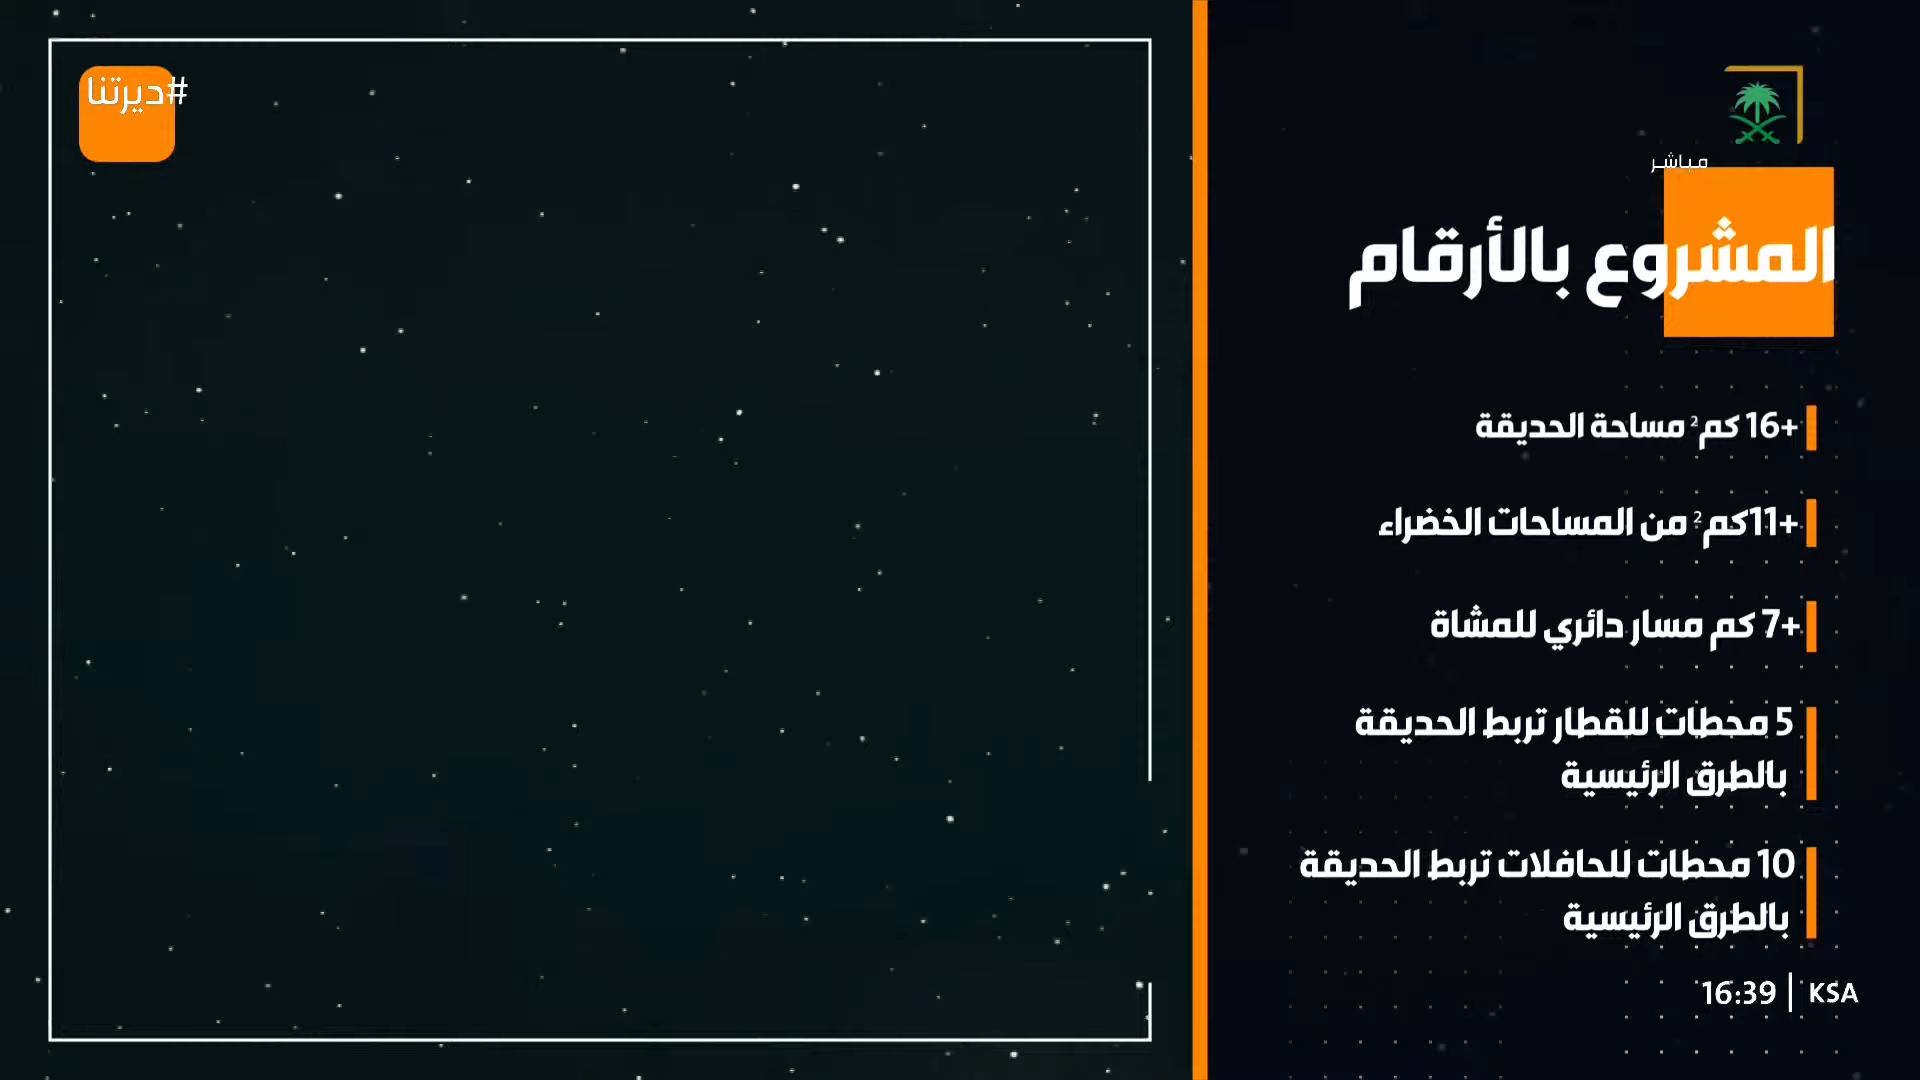 #ديرتنا
مباشر
المشروع بالأرقام
+16 كم² مساحة الحديقة
+11كم² من المساحات الخضراء
+7 كم مسار دائري للمشاة
5 محطات للقطار تربط الحديقة
بالطرق الرئيسية
10 محطات للحافلات تربط الحديقة
بالطرق الرئيسية
16:39 | KSA